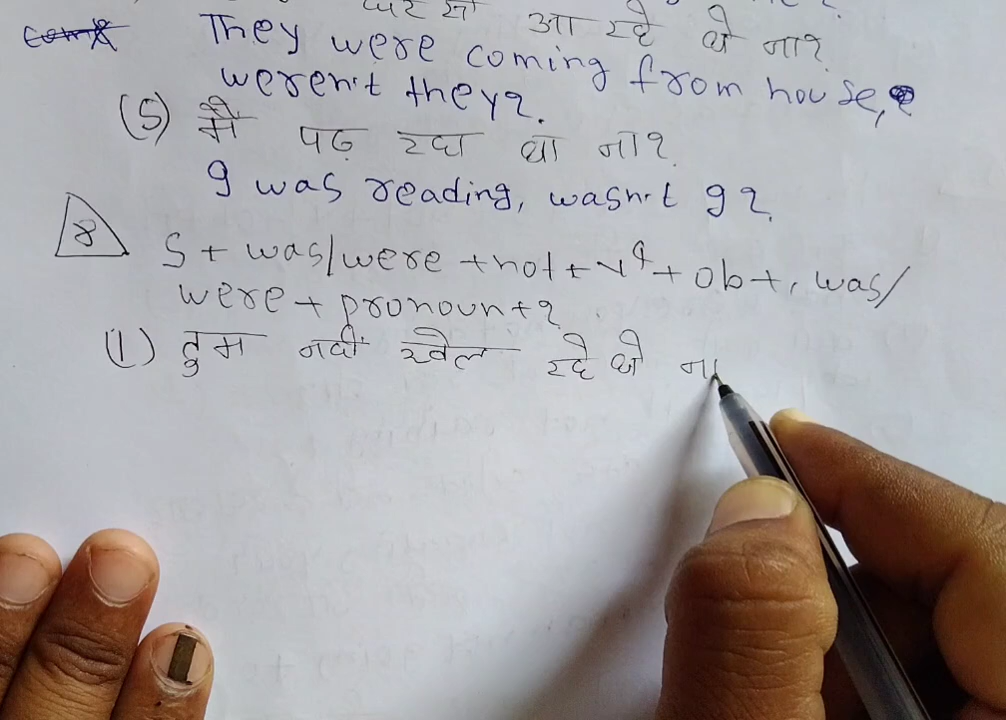 घर से आ रहे थे ना?
They were coming from house,
weren't they?.
(5) मैं पढ़ रहा था ना?.
I was reading, wasn't I?
8 S + was/were + not + v⁴ + ob +, was/
were + pronoun + ?
(1) तुम नहीं खेल रहे थे ना